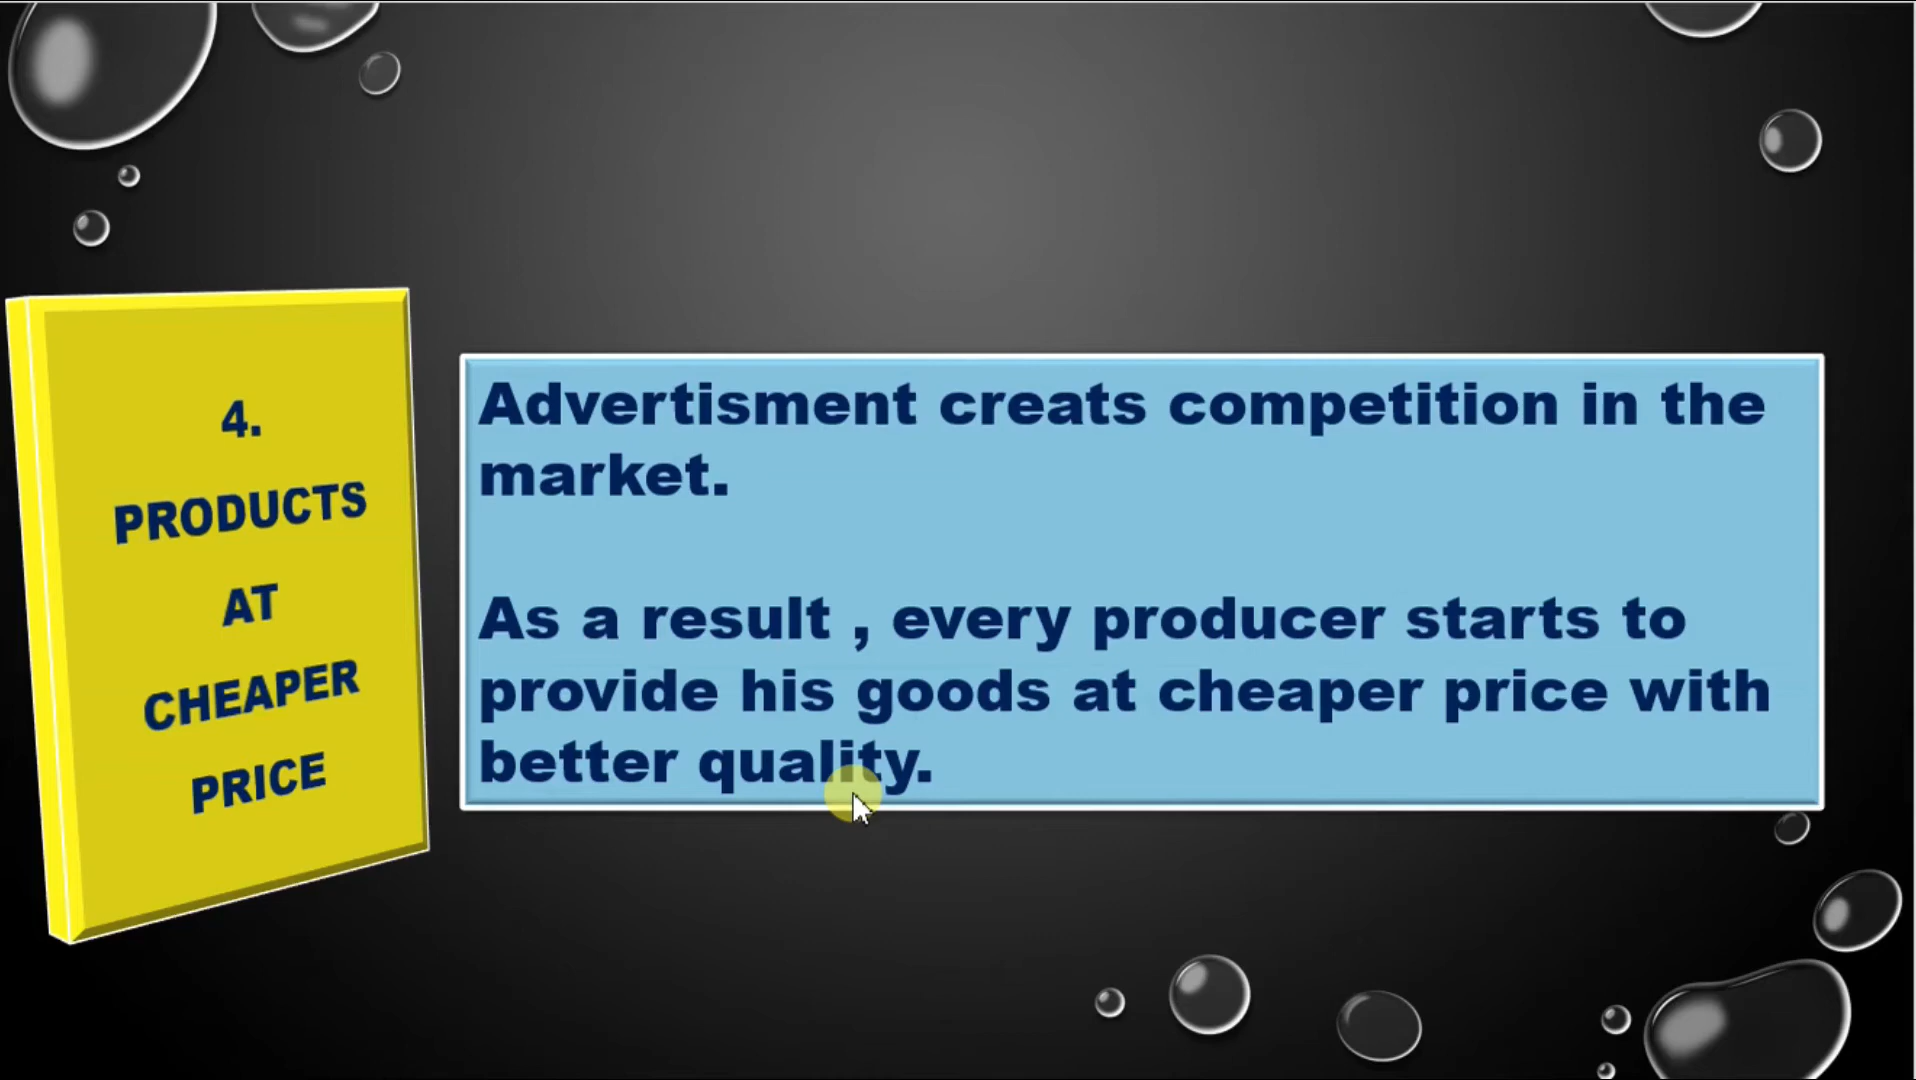 4.
PRODUCTS
AT
CHEAPER
PRICE
Advertisment creats competition in the
market.
As a result , every producer starts to
provide his goods at cheaper price with
better quality.